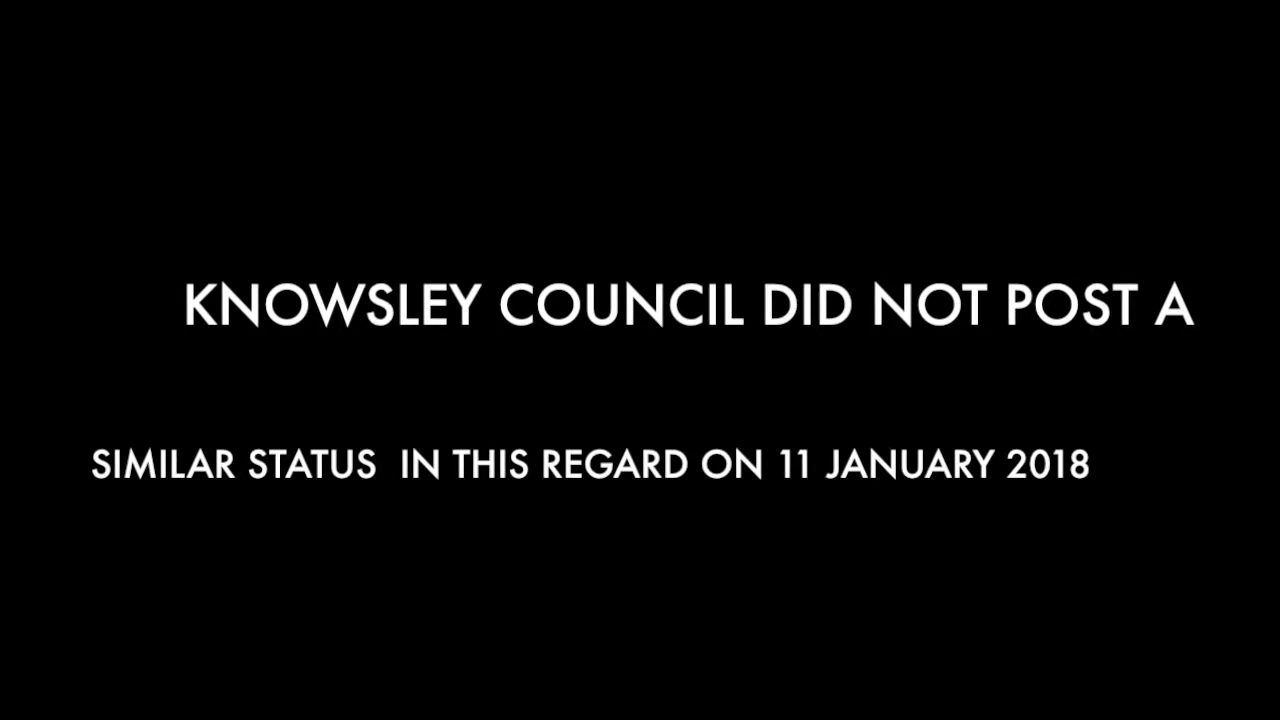 KNOWSLEY COUNCIL DID NOT POST A
SIMILAR STATUS  IN THIS REGARD ON 11 JANUARY 2018